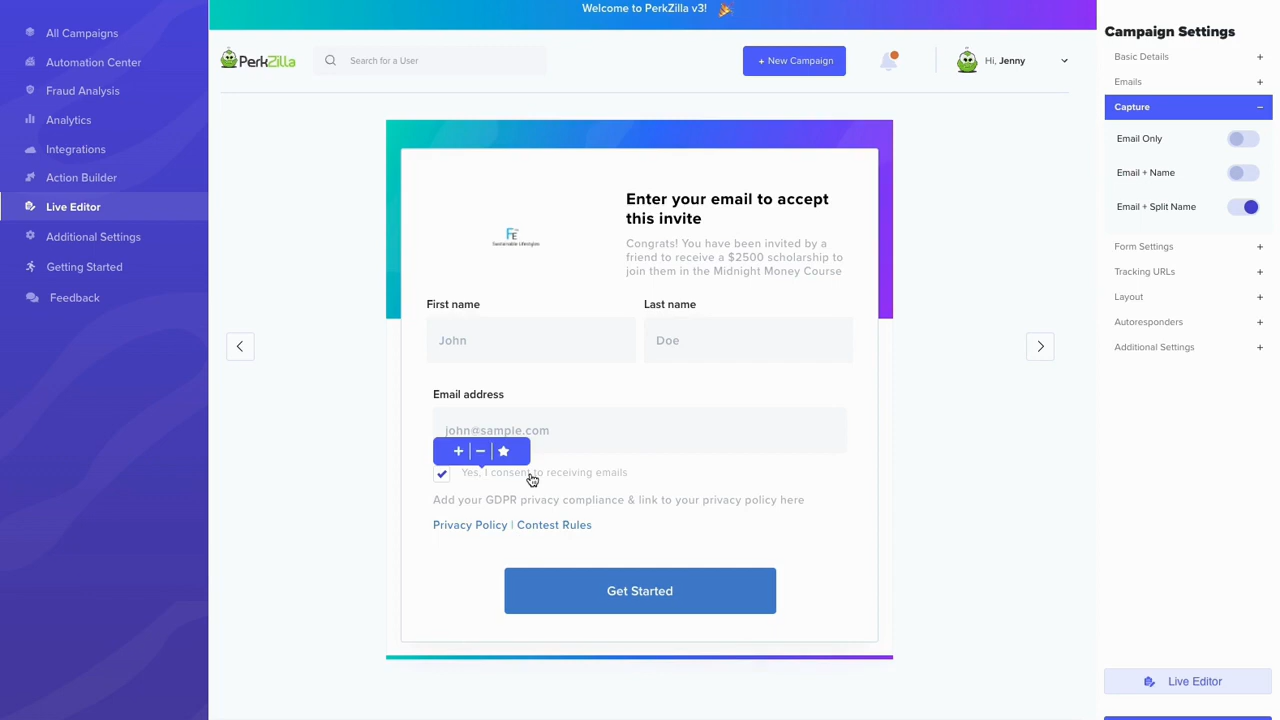 Welcome to PerkZilla v3!
All Campaigns
Automation Center
Fraud Analysis
Analytics
Integrations
Action Builder
Live Editor
Additional Settings
Getting Started
Feedback
PerkZilla
Search for a User
+ New Campaign
Hi, Jenny
Enter your email to accept
this invite
Congrats! You have been invited by a
friend to receive a $2500 scholarship to
join them in the Midnight Money Course
FE
Sustainable Lifestyles
First name
Last name
John
Doe
Email address
john@sample.com
Yes, I consent to receiving emails
Add your GDPR privacy compliance & link to your privacy policy here
Privacy Policy | Contest Rules
Get Started
Campaign Settings
Basic Details +
Emails +
Capture −
Email Only
Email + Name
Email + Split Name
Form Settings +
Tracking URLs +
Layout +
Autoresponders +
Additional Settings +
Live Editor